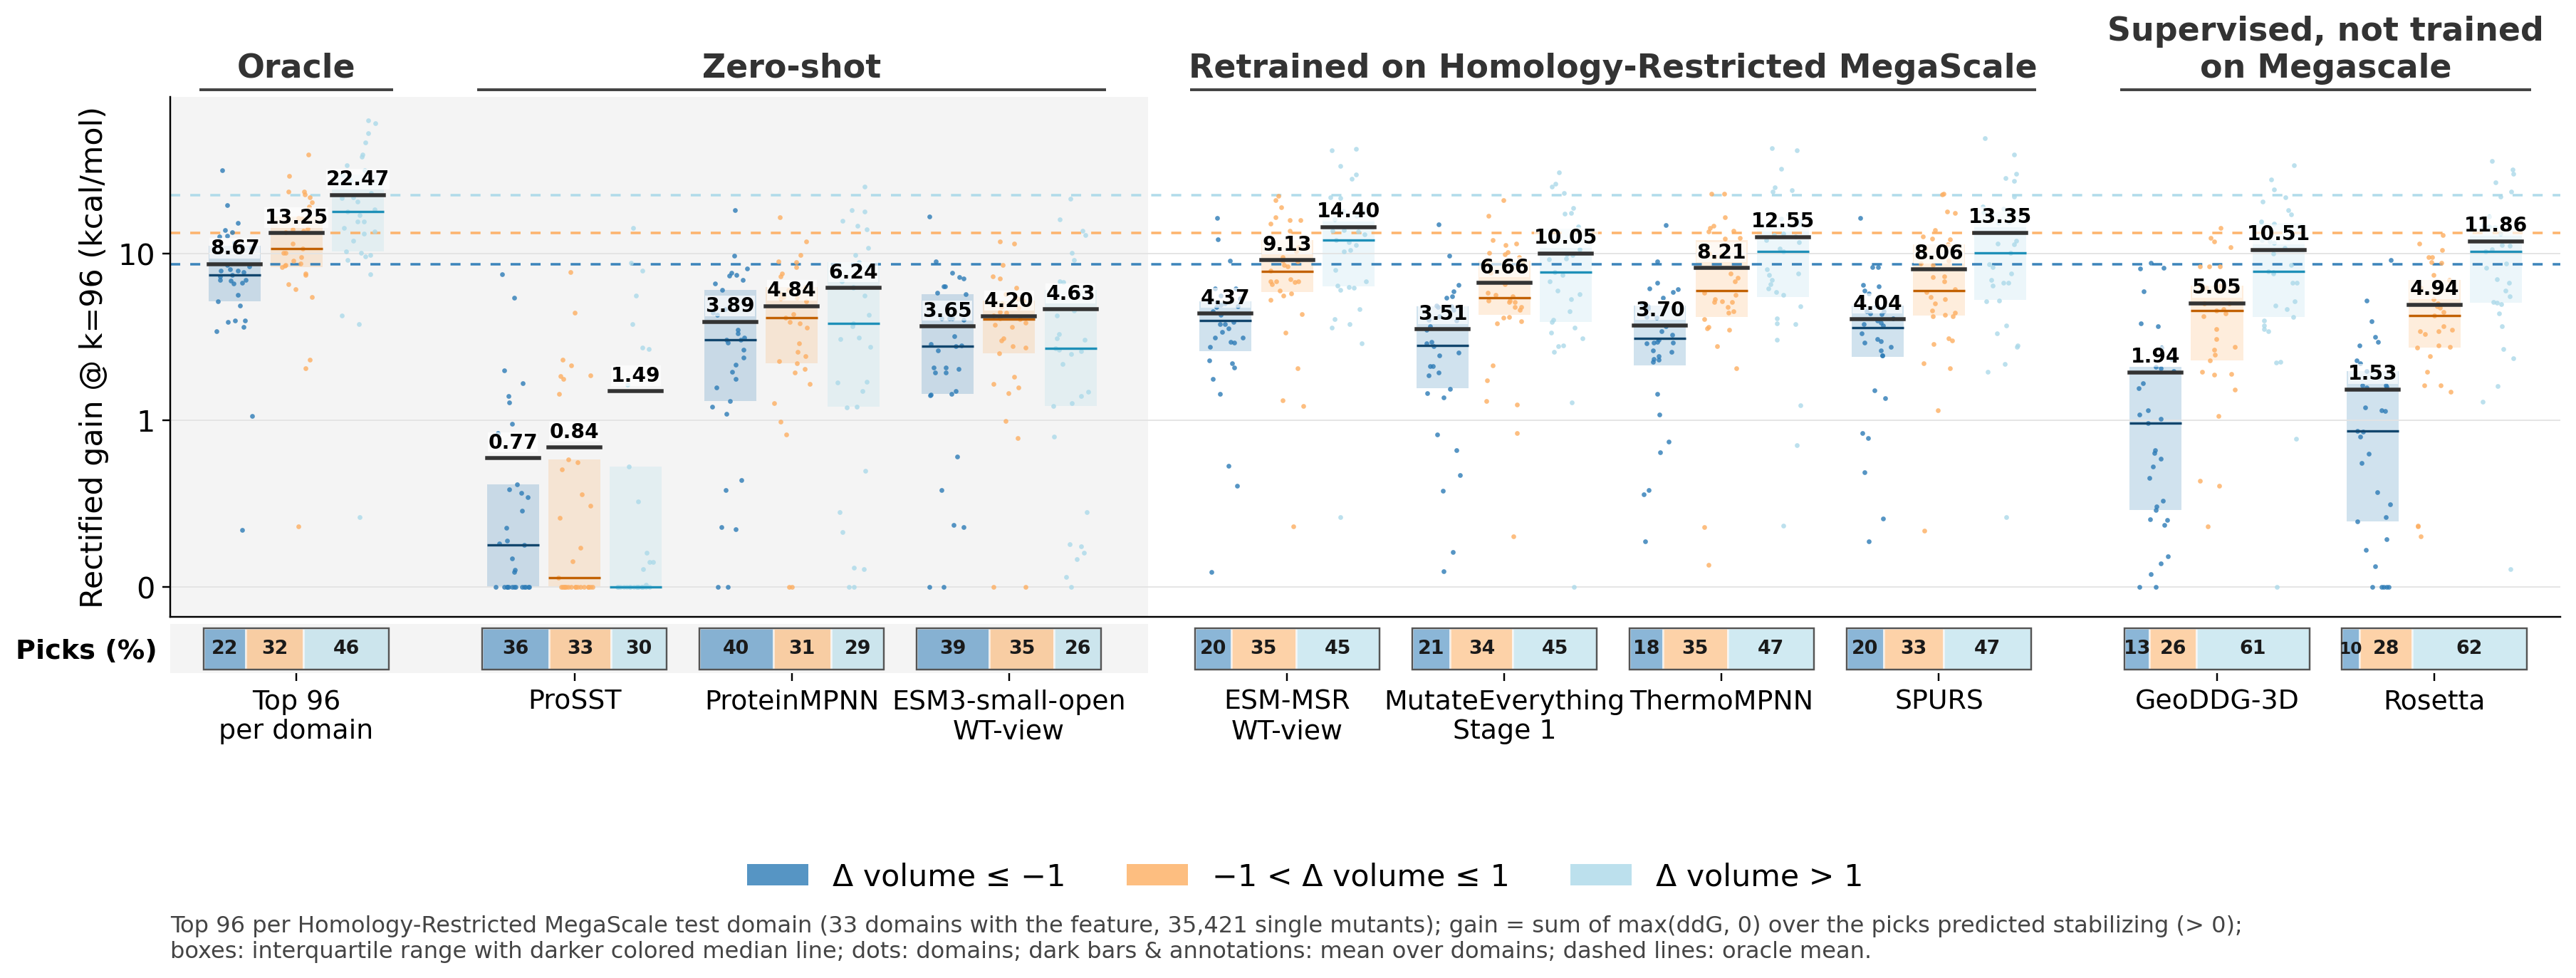 Supervised, not trained
Oracle Zero-shot Retrained on Homology-Restricted MegaScale on Megascale
Rectified gain @ k=96 (kcal/mol)
10
1
0
8.67 13.25 22.47
0.77 0.84 1.49
3.89 4.84 6.24
3.65 4.20 4.63
4.37 9.13 14.40
3.51 6.66 10.05
3.70 8.21 12.55
4.04 8.06 13.35
1.94 5.05 10.51
1.53 4.94 11.86
Picks (%) 22 32 46 36 33 30 40 31 29 39 35 26 20 35 45 21 34 45 18 35 47 20 33 47 13 26 61 10 28 62
Top 96 ProSST ProteinMPNN ESM3-small-open ESM-MSR MutateEverything ThermoMPNN SPURS GeoDDG-3D Rosetta
per domain WT-view WT-view Stage 1
Δ volume ≤ −1 −1 < Δ volume ≤ 1 Δ volume > 1
Top 96 per Homology-Restricted MegaScale test domain (33 domains with the feature, 35,421 single mutants); gain = sum of max(ddG, 0) over the picks predicted stabilizing (> 0);
boxes: interquartile range with darker colored median line; dots: domains; dark bars & annotations: mean over domains; dashed lines: oracle mean.